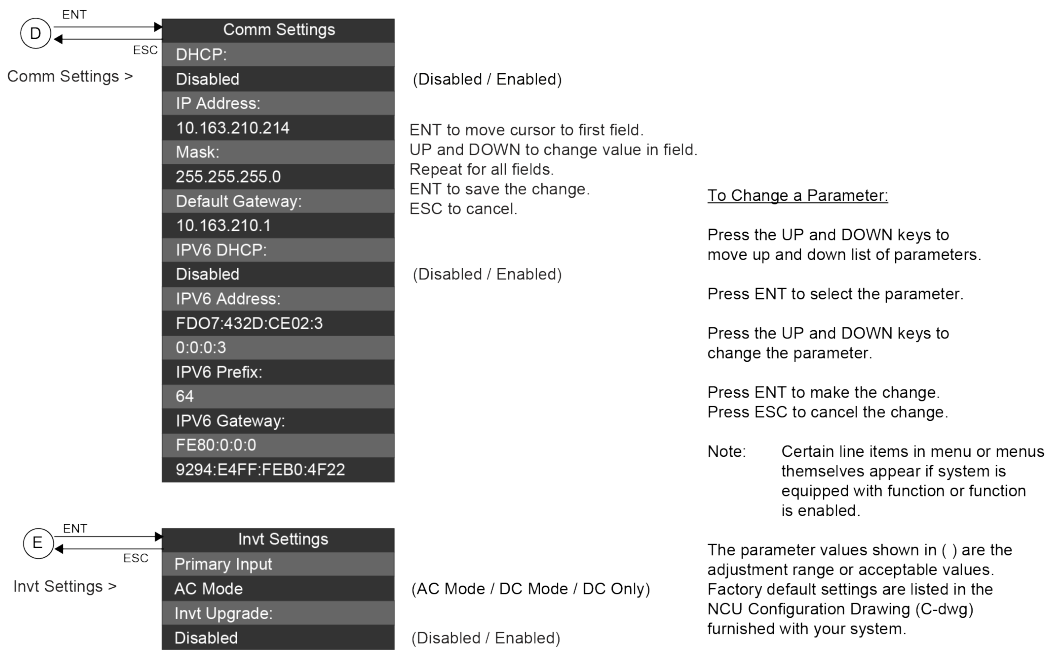 D
ENT
ESC
Comm Settings >
Comm Settings
DHCP:
Disabled
(Disabled / Enabled)
IP Address:
10.163.210.214
Mask:
255.255.255.0
Default Gateway:
10.163.210.1
ENT to move cursor to first field.
UP and DOWN to change value in field.
Repeat for all fields.
ENT to save the change.
ESC to cancel.
IPV6 DHCP:
Disabled
(Disabled / Enabled)
IPV6 Address:
FDO7:432D:CE02:3
0:0:0:3
IPV6 Prefix:
64
IPV6 Gateway:
FE80:0:0:0
9294:E4FF:FEB0:4F22
E
ENT
ESC
Invt Settings >
Invt Settings
Primary Input
AC Mode
(AC Mode / DC Mode / DC Only)
Invt Upgrade:
Disabled
(Disabled / Enabled)
To Change a Parameter:
Press the UP and DOWN keys to
move up and down list of parameters.
Press ENT to select the parameter.
Press the UP and DOWN keys to
change the parameter.
Press ENT to make the change.
Press ESC to cancel the change.
Note: Certain line items in menu or menus
themselves appear if system is
equipped with function or function
is enabled.
The parameter values shown in ( ) are the
adjustment range or acceptable values.
Factory default settings are listed in the
NCU Configuration Drawing (C-dwg)
furnished with your system.